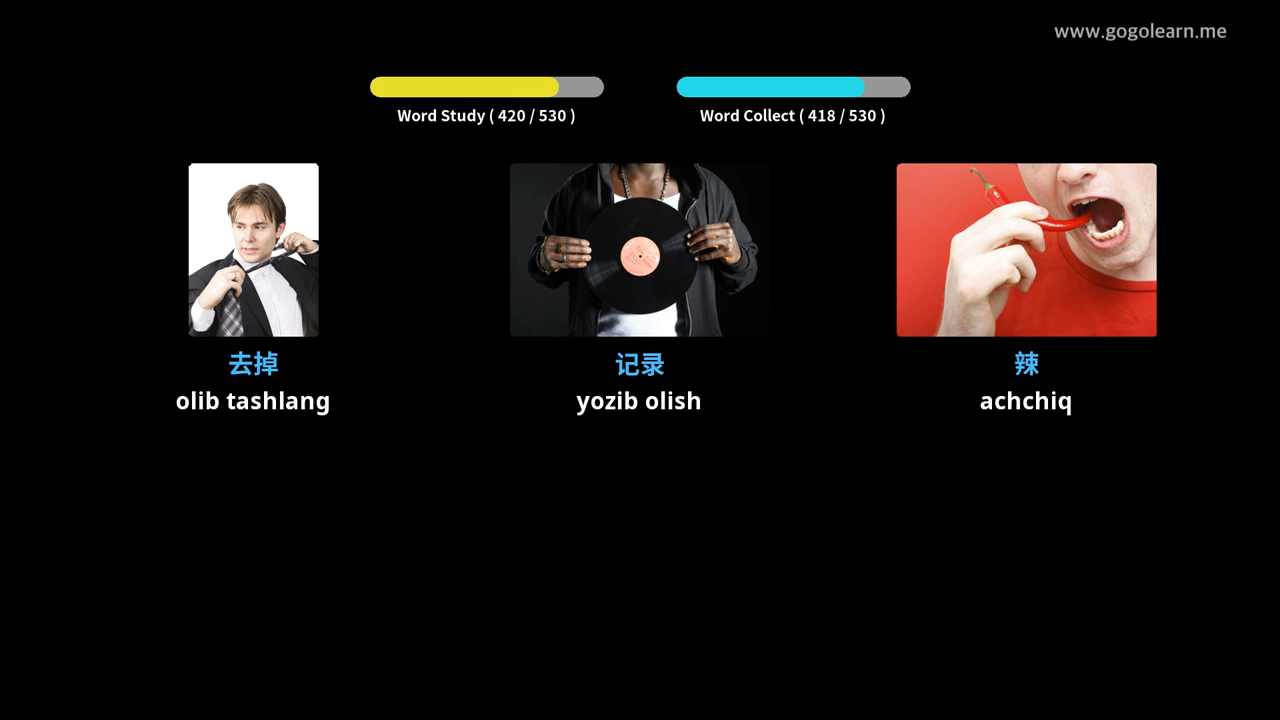 www.gogolearn.me
Word Study ( 420 / 530 )
Word Collect ( 418 / 530 )
去掉
记录
辣
olib tashlang
yozib olish
achchiq